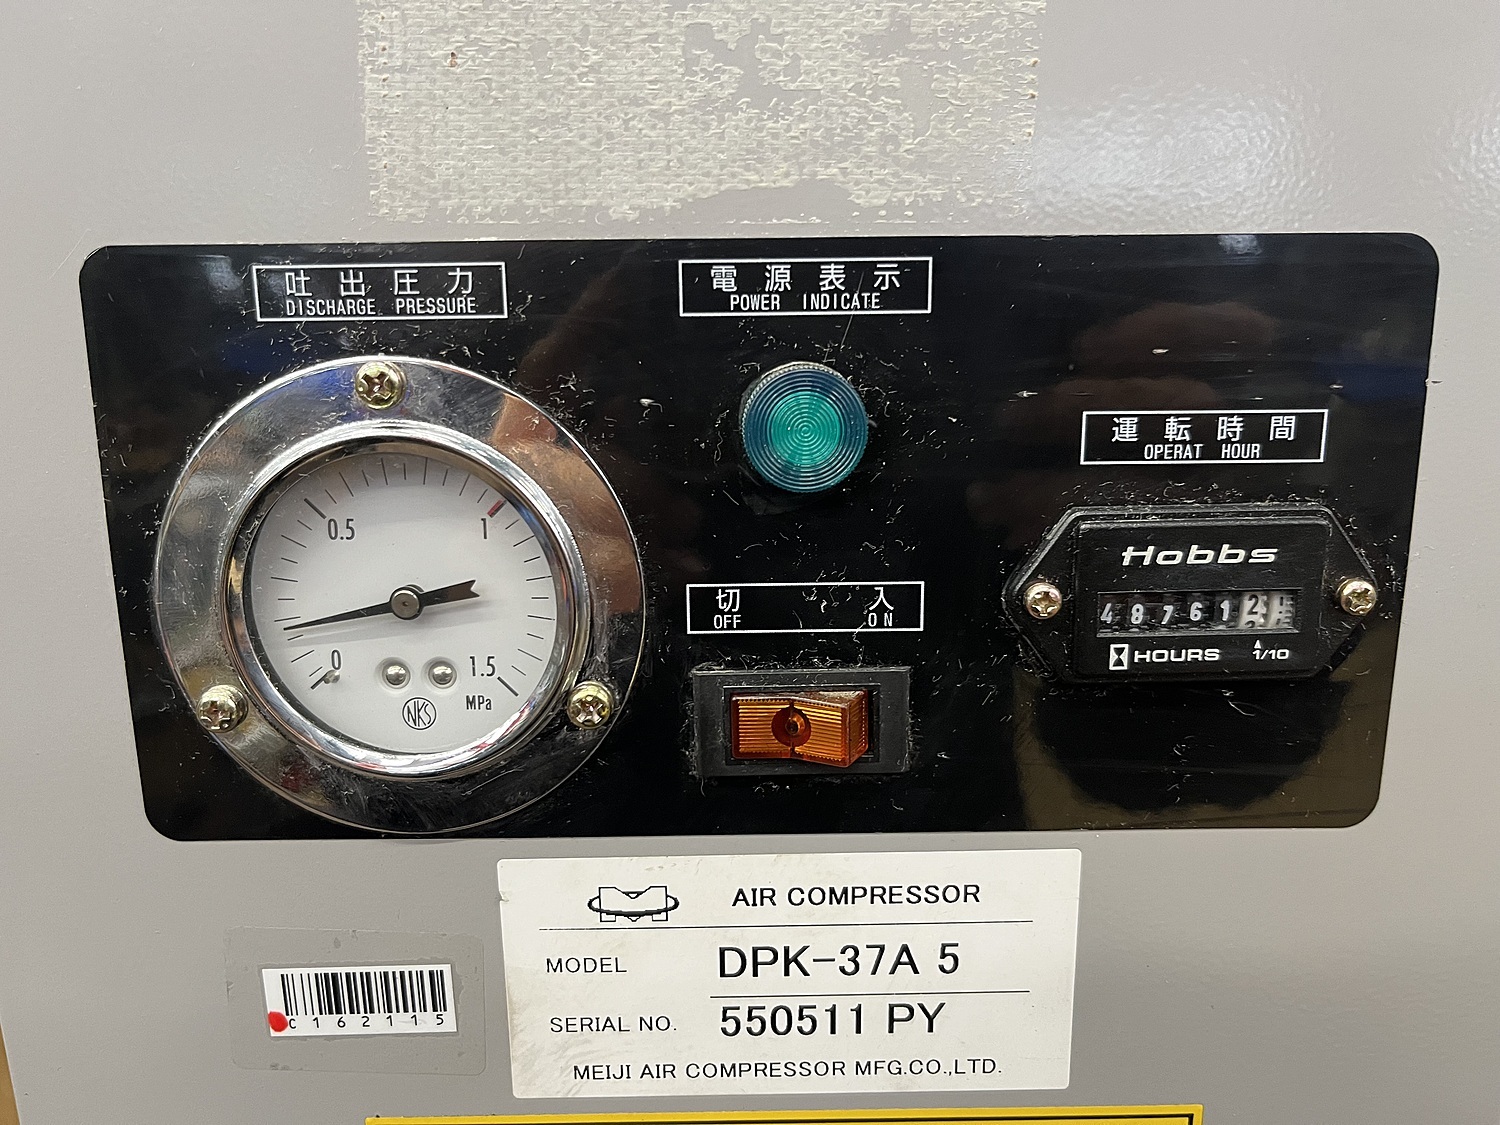 吐出圧力
DISCHARGE PRESSURE
電源表示
POWER INDICATE
運転時間
OPERAT HOUR
0.5
1
0
1.5
MPa
NKS
切 入
OFF ON
Hobbs
48761
HOURS 1/10
AIR COMPRESSOR
MODEL DPK-37A 5
SERIAL NO. 550511 PY
MEIJI AIR COMPRESSOR MFG.CO.,LTD.
C162115